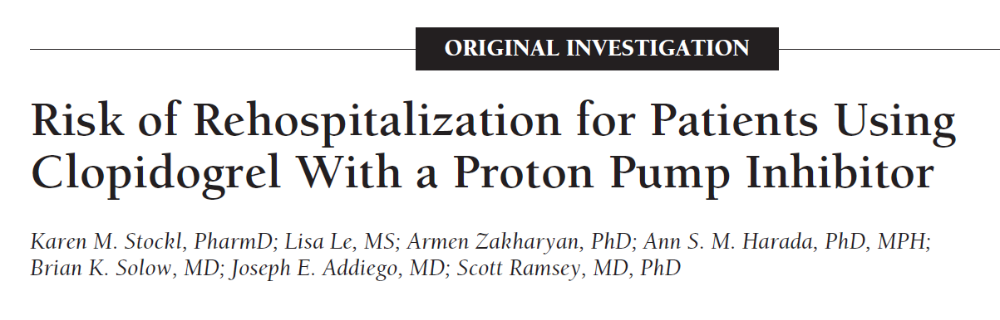 ORIGINAL INVESTIGATION
Risk of Rehospitalization for Patients Using
Clopidogrel With a Proton Pump Inhibitor
Karen M. Stockl, PharmD; Lisa Le, MS; Armen Zakharyan, PhD; Ann S. M. Harada, PhD, MPH;
Brian K. Solow, MD; Joseph E. Addiego, MD; Scott Ramsey, MD, PhD